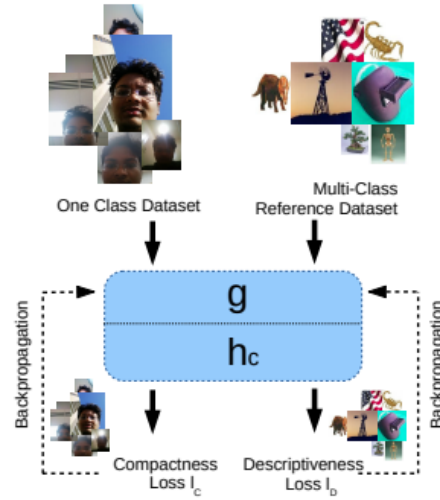 One Class Dataset
Multi-Class
Reference Dataset
Backpropagation
g
hc
Backpropagation
Compactness
Loss lC
Descriptiveness
Loss lD